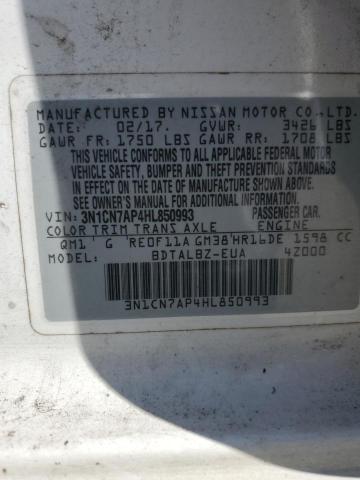 MANUFACTURED BY NISSAN MOTOR CO.,LTD.
DATE: 02/17. GVWR: 3426 LBS
GAWR FR: 1750 LBS GAWR RR: 1708 LBS
THIS VEHICLE CONFORMS TO ALL APPLICABLE
FEDERAL MOTOR VEHICLE SAFETY, BUMPER
AND THEFT PREVENTION STANDARDS
IN EFFECT ON THE DATE OF
MANUFACTURE SHOWN ABOVE.
SEE OWNER'S MANUAL FOR
ADDITIONAL INFORMATION.
VIN: 3N1CN7AP4HL850993 PASSENGER CAR
COLOR TRIM TRANS AXLE ENGINE
QM1 G RE0F11A GM38 HR16DE 1598 CC
MODEL: BDTALBZ-EUA 4Z000
3N1CN7AP4HL850993